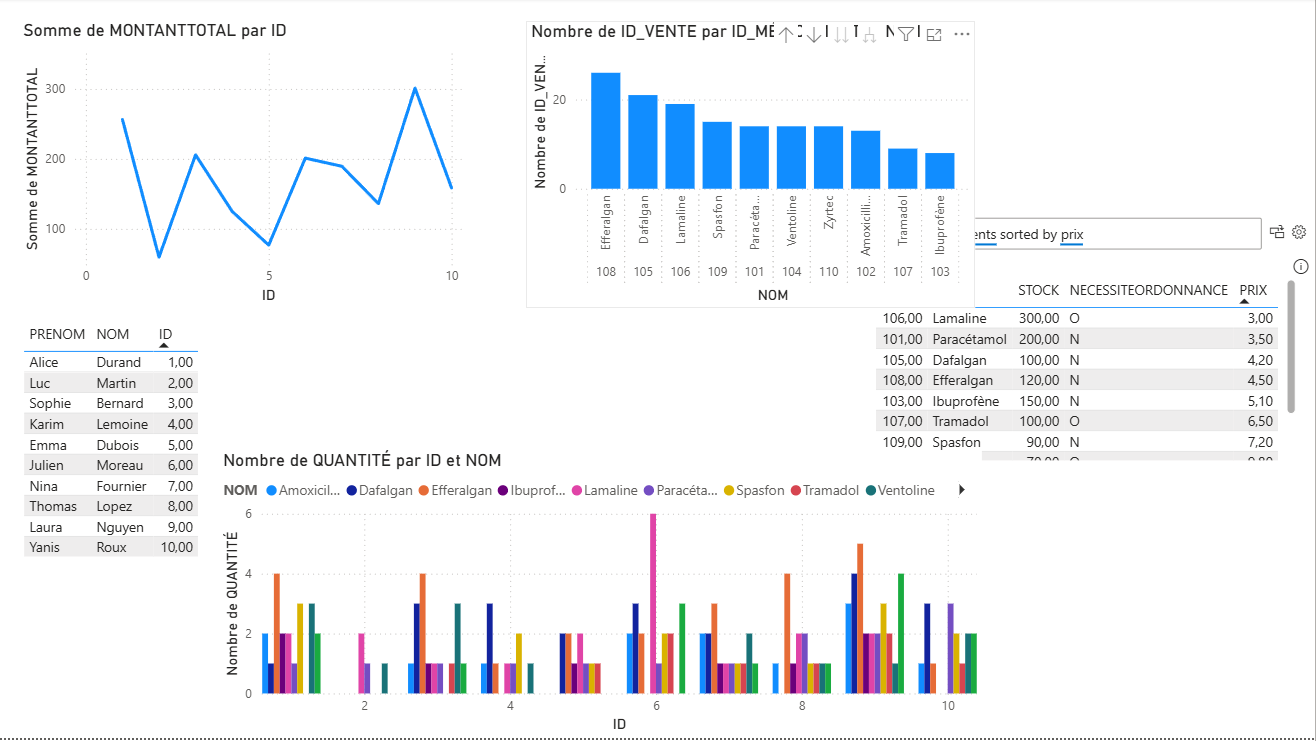 Somme de MONTANTTOTAL par ID
Somme de MONTANTTOTAL
300
200
100
0 5 10
ID
Nombre de ID_VENTE par ID_MÉ
Nombre de ID_VEN...
20
0
Efferalgan Dafalgan Lamaline Spasfon Paracéta... Ventoline Zyrtec Amoxicilli... Tramadol Ibuprofène
108 105 106 109 101 104 110 102 107 103
NOM
nts sorted by prix
STOCK NECESSITEORDONNANCE PRIX
106,00 Lamaline 300,00 O 3,00
101,00 Paracétamol 200,00 N 3,50
105,00 Dafalgan 100,00 N 4,20
108,00 Efferalgan 120,00 N 4,50
103,00 Ibuprofène 150,00 N 5,10
107,00 Tramadol 100,00 O 6,50
109,00 Spasfon 90,00 N 7,20
PRENOM NOM ID
Alice Durand 1,00
Luc Martin 2,00
Sophie Bernard 3,00
Karim Lemoine 4,00
Emma Dubois 5,00
Julien Moreau 6,00
Nina Fournier 7,00
Thomas Lopez 8,00
Laura Nguyen 9,00
Yanis Roux 10,00
Nombre de QUANTITÉ par ID et NOM
NOM Amoxicil... Dafalgan Efferalgan Ibuprof... Lamaline Paracéta... Spasfon Tramadol Ventoline
Nombre de QUANTITÉ
6
4
2
0
2 4 6 8 10
ID